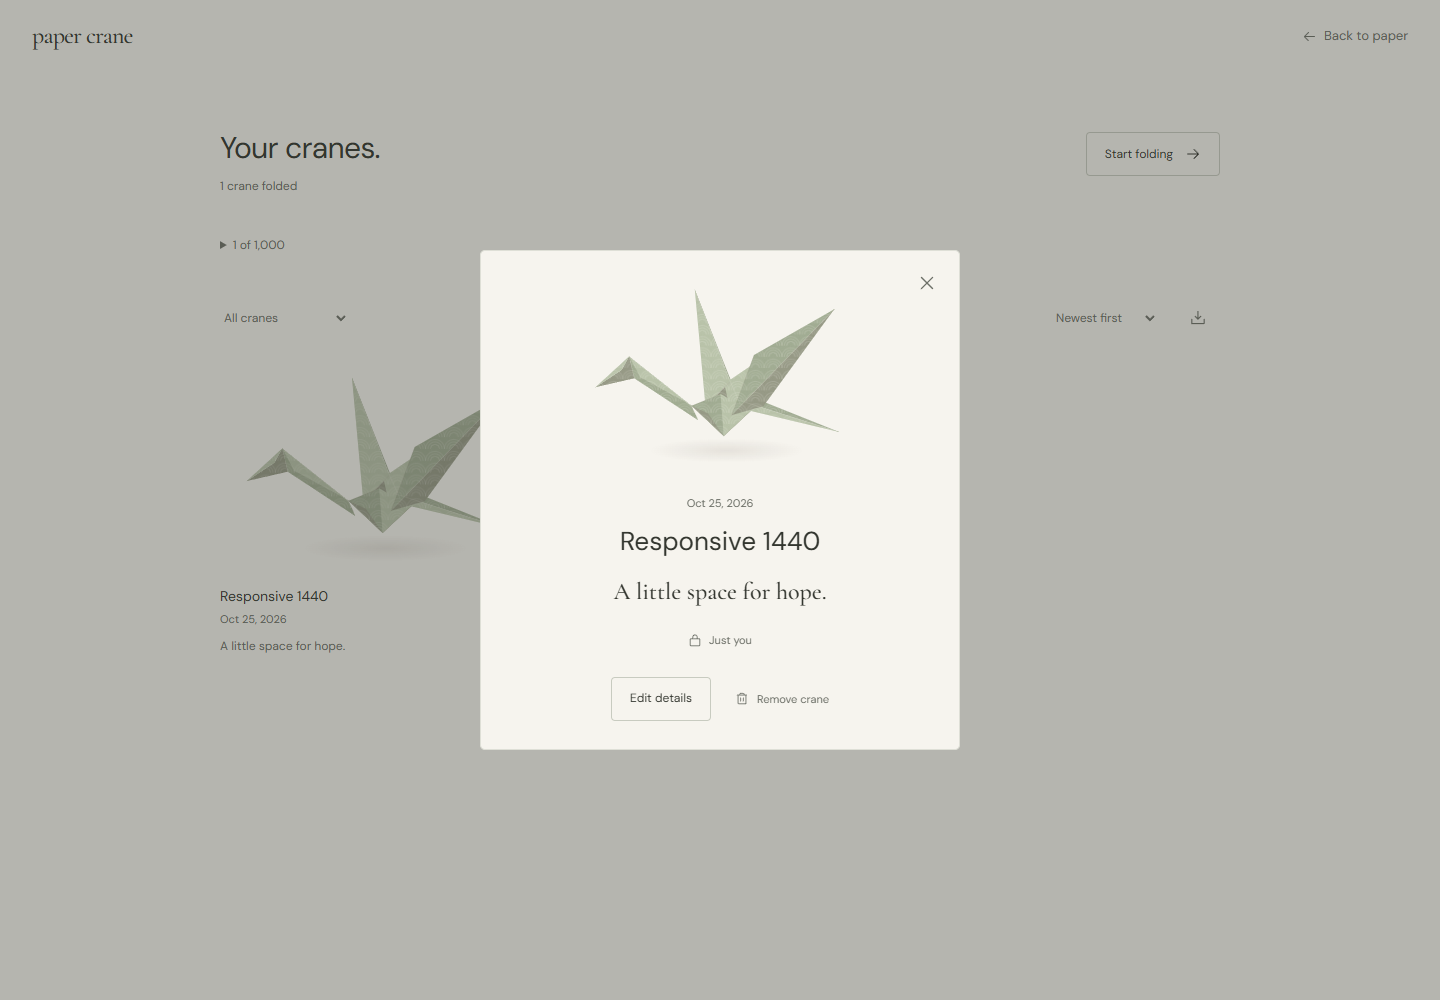 paper crane
Back to paper
Your cranes.
Start folding
1 crane folded
1 of 1,000
All cranes
Newest first
Responsive 1440
Oct 25, 2026
A little space for hope.
Oct 25, 2026
Responsive 1440
A little space for hope.
Just you
Edit details
Remove crane